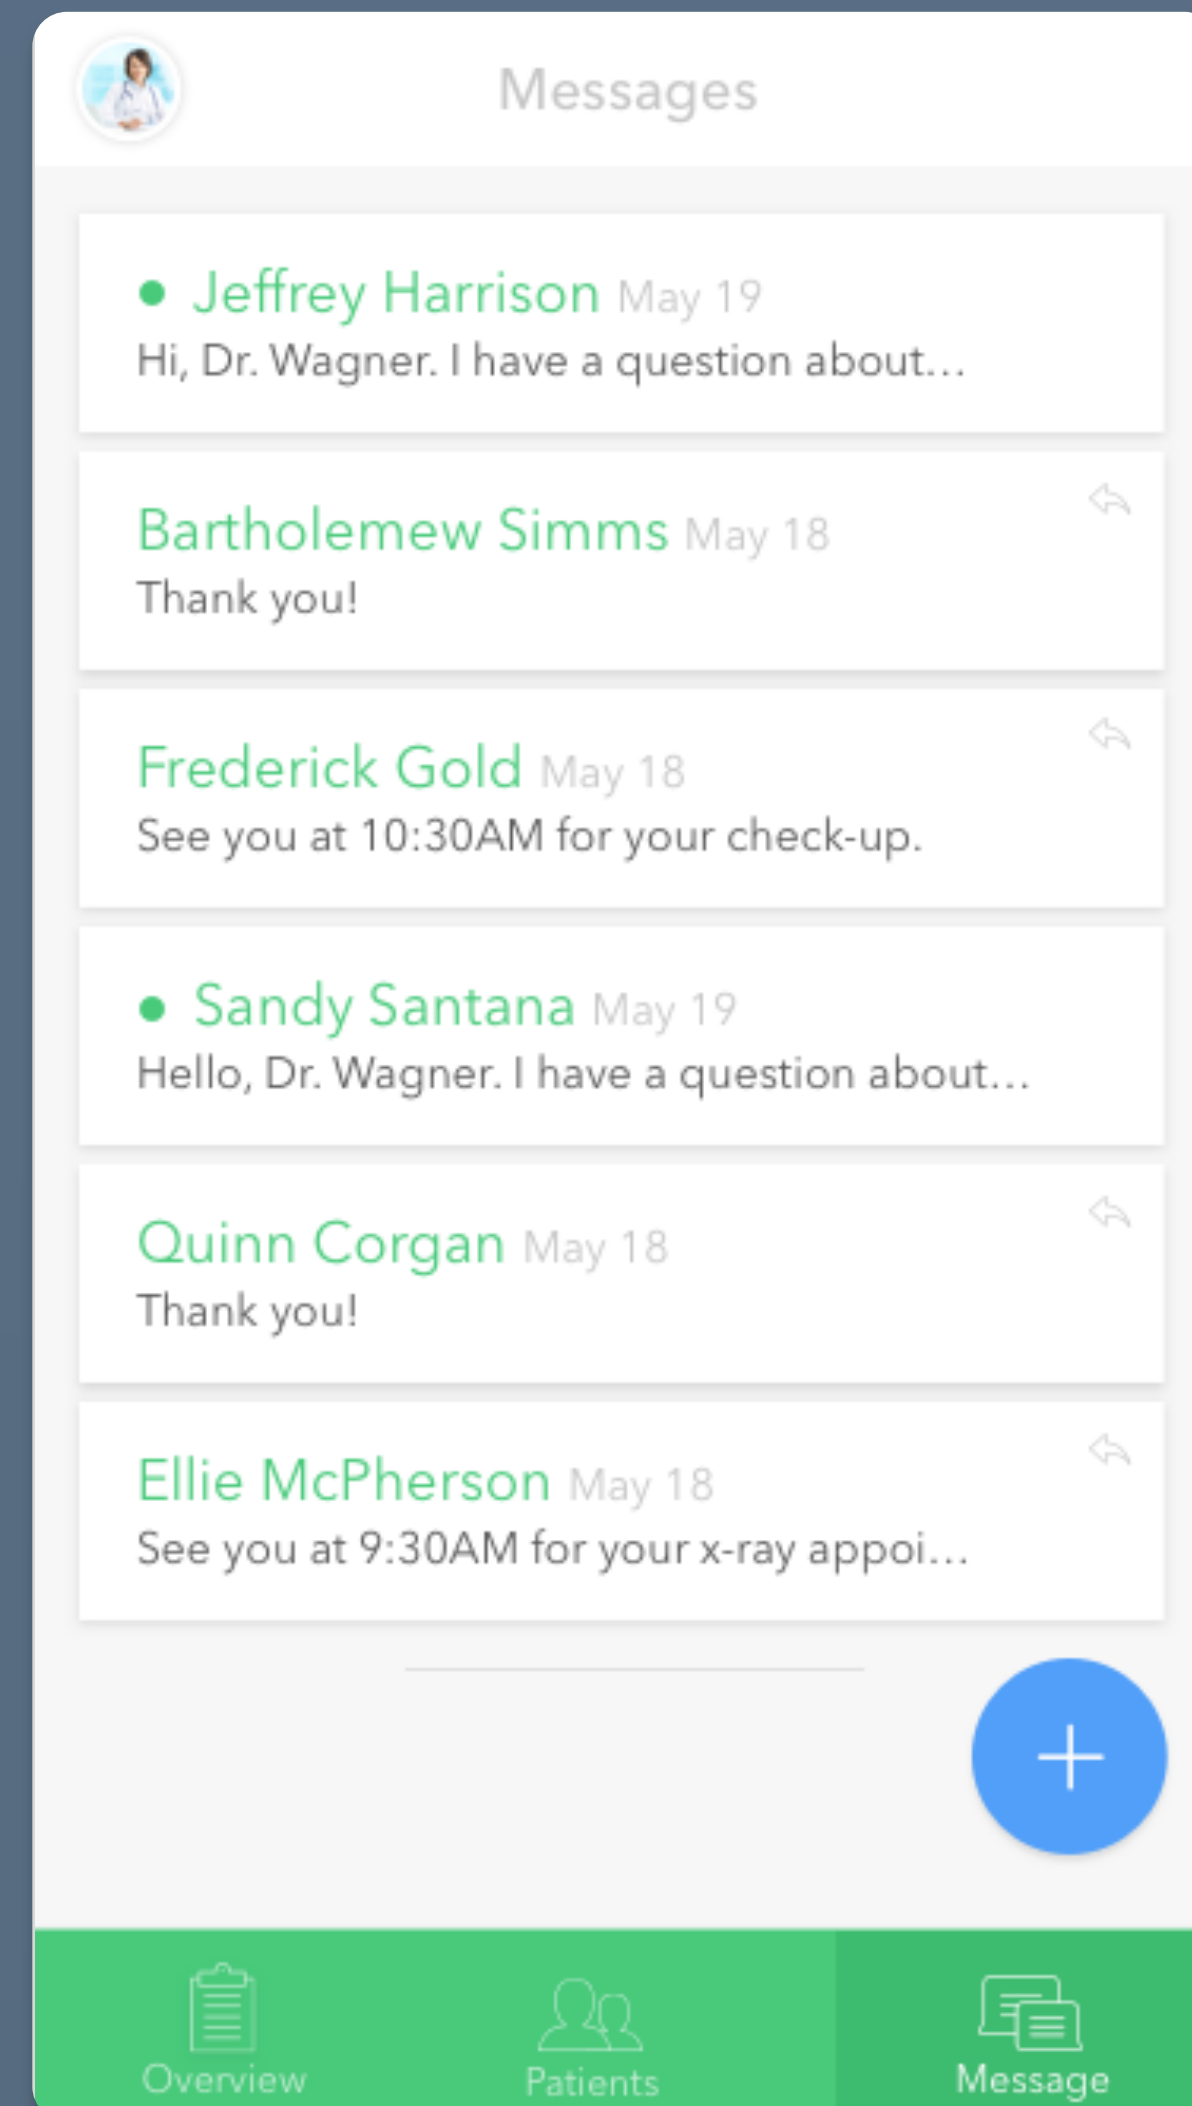 Messages
Jeffrey Harrison May 19
Hi, Dr. Wagner. I have a question about...
Bartholemew Simms May 18
Thank you!
Frederick Gold May 18
See you at 10:30AM for your check-up.
Sandy Santana May 19
Hello, Dr. Wagner. I have a question about...
Quinn Corgan May 18
Thank you!
Ellie McPherson May 18
See you at 9:30AM for your x-ray appoi...
Overview Patients Message